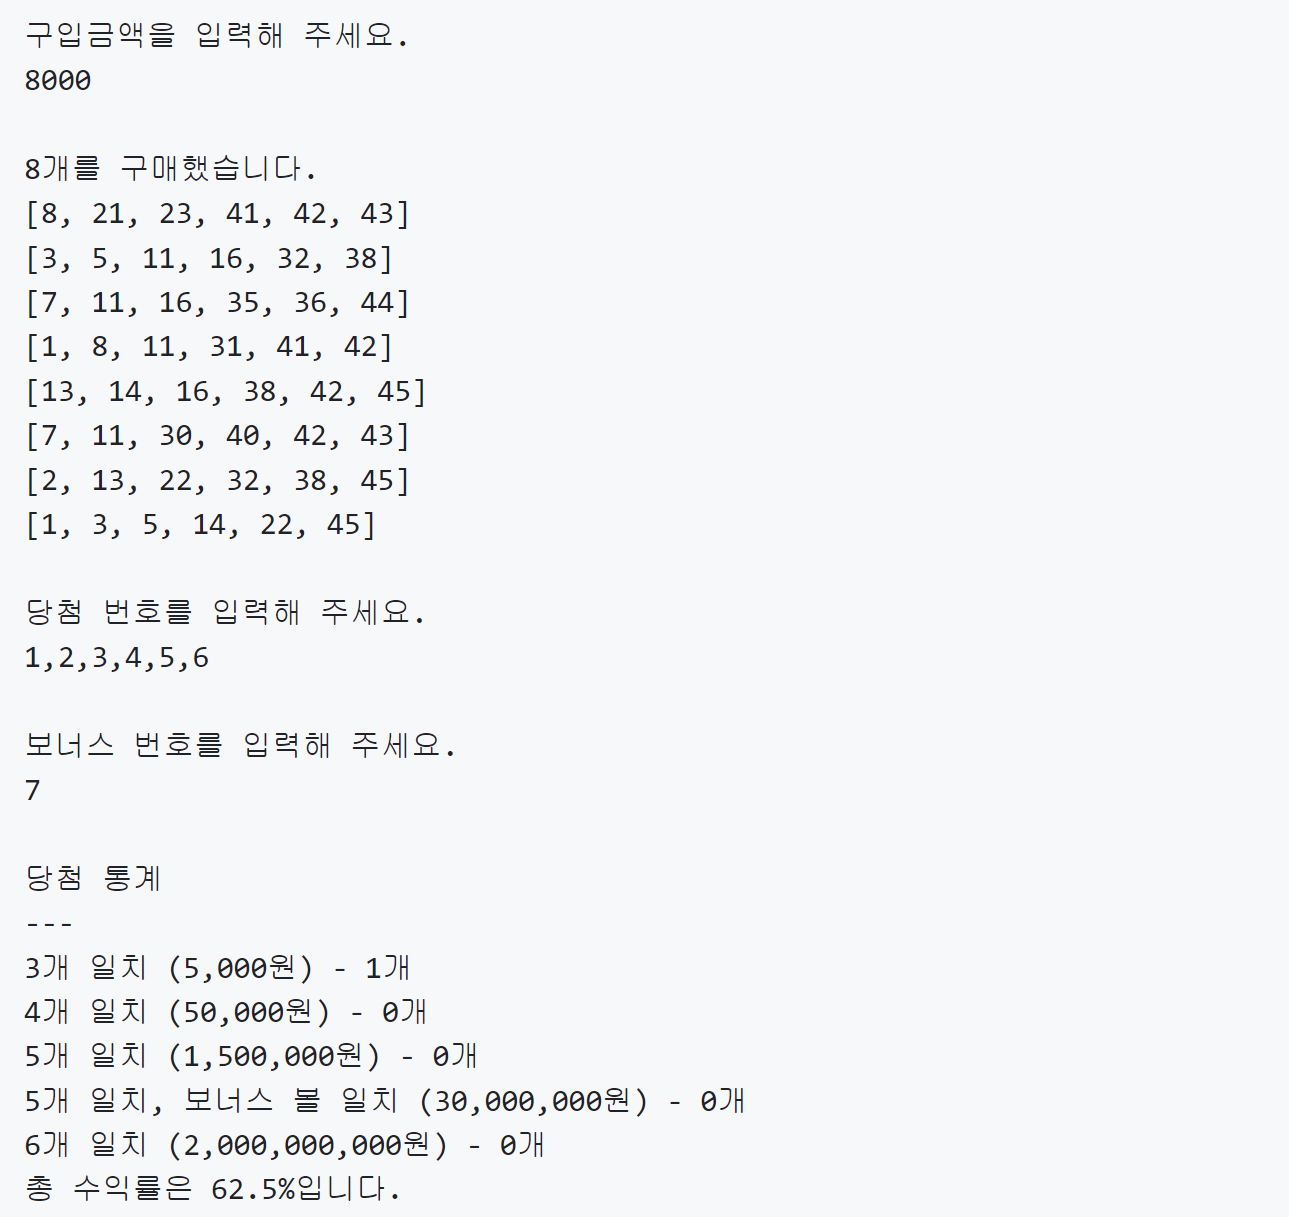 구입금액을 입력해 주세요.
8000
8개를 구매했습니다.
[8, 21, 23, 41, 42, 43]
[3, 5, 11, 16, 32, 38]
[7, 11, 16, 35, 36, 44]
[1, 8, 11, 31, 41, 42]
[13, 14, 16, 38, 42, 45]
[7, 11, 30, 40, 42, 43]
[2, 13, 22, 32, 38, 45]
[1, 3, 5, 14, 22, 45]
당첨 번호를 입력해 주세요.
1,2,3,4,5,6
보너스 번호를 입력해 주세요.
7
당첨 통계
---
3개 일치 (5,000원) - 1개
4개 일치 (50,000원) - 0개
5개 일치 (1,500,000원) - 0개
5개 일치, 보너스 볼 일치 (30,000,000원) - 0개
6개 일치 (2,000,000,000원) - 0개
총 수익률은 62.5%입니다.